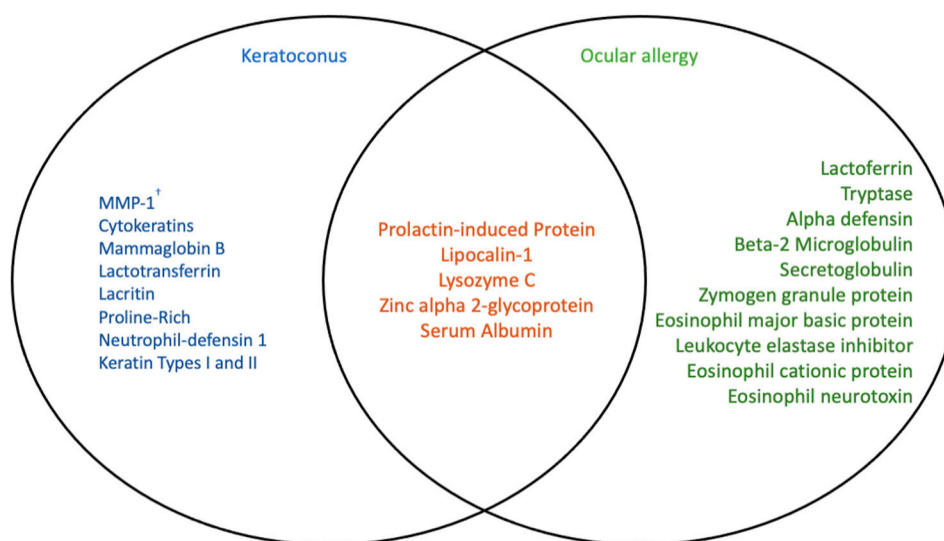 Keratoconus
Ocular allergy
MMP-1†
Cytokeratins
Mammaglobin B
Lactotransferrin
Lacritin
Proline-Rich
Neutrophil-defensin 1
Keratin Types I and II
Prolactin-induced Protein
Lipocalin-1
Lysozyme C
Zinc alpha 2-glycoprotein
Serum Albumin
Lactoferrin
Tryptase
Alpha defensin
Beta-2 Microglobulin
Secretoglobulin
Zymogen granule protein
Eosinophil major basic protein
Leukocyte elastase inhibitor
Eosinophil cationic protein
Eosinophil neurotoxin